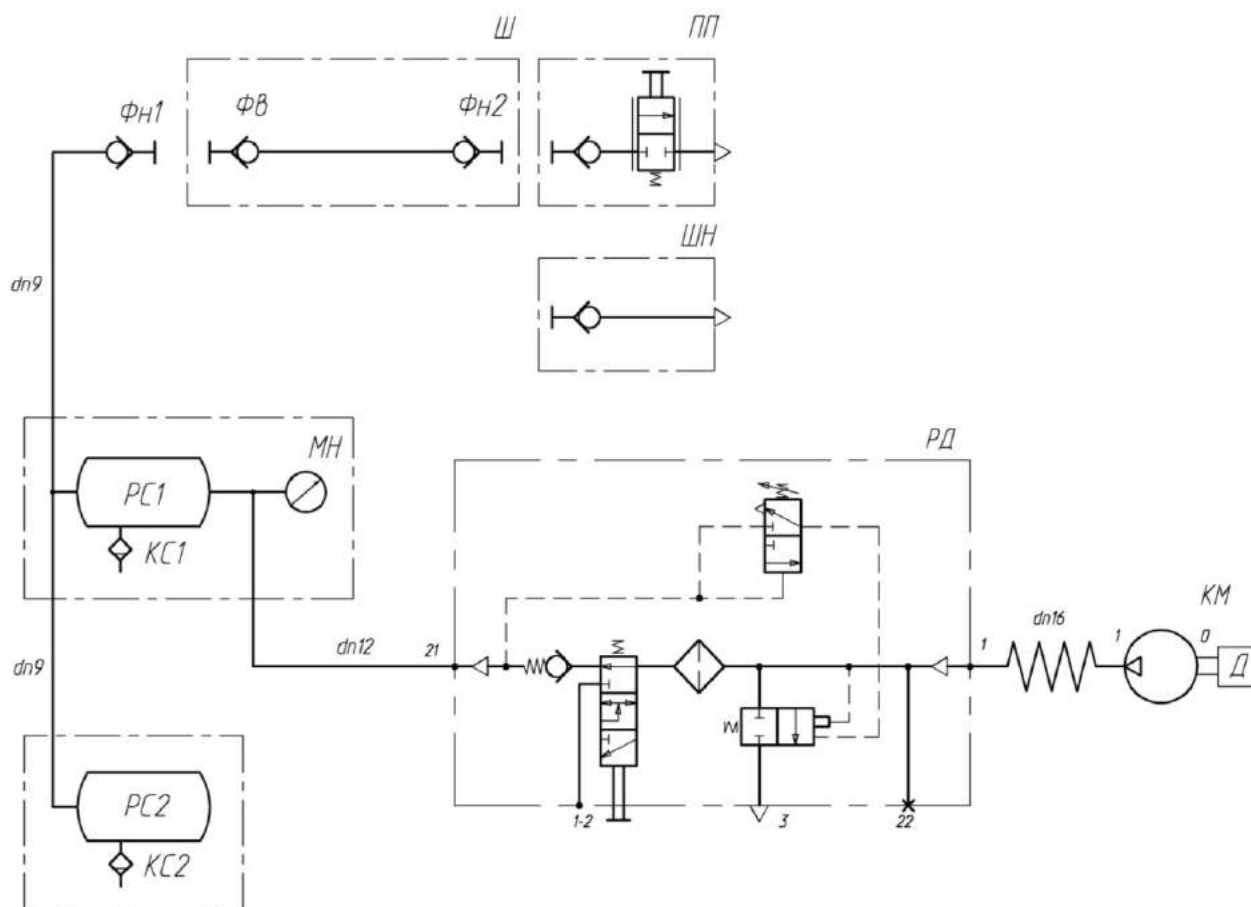 Ш
ПП
Фн1
Фв
Фн2
ШН
dn9
МН
РС1
КС1
РД
КМ
dn16
1
1
0
Д
dn12
21
dn9
РС2
КС2
1-2
3
22